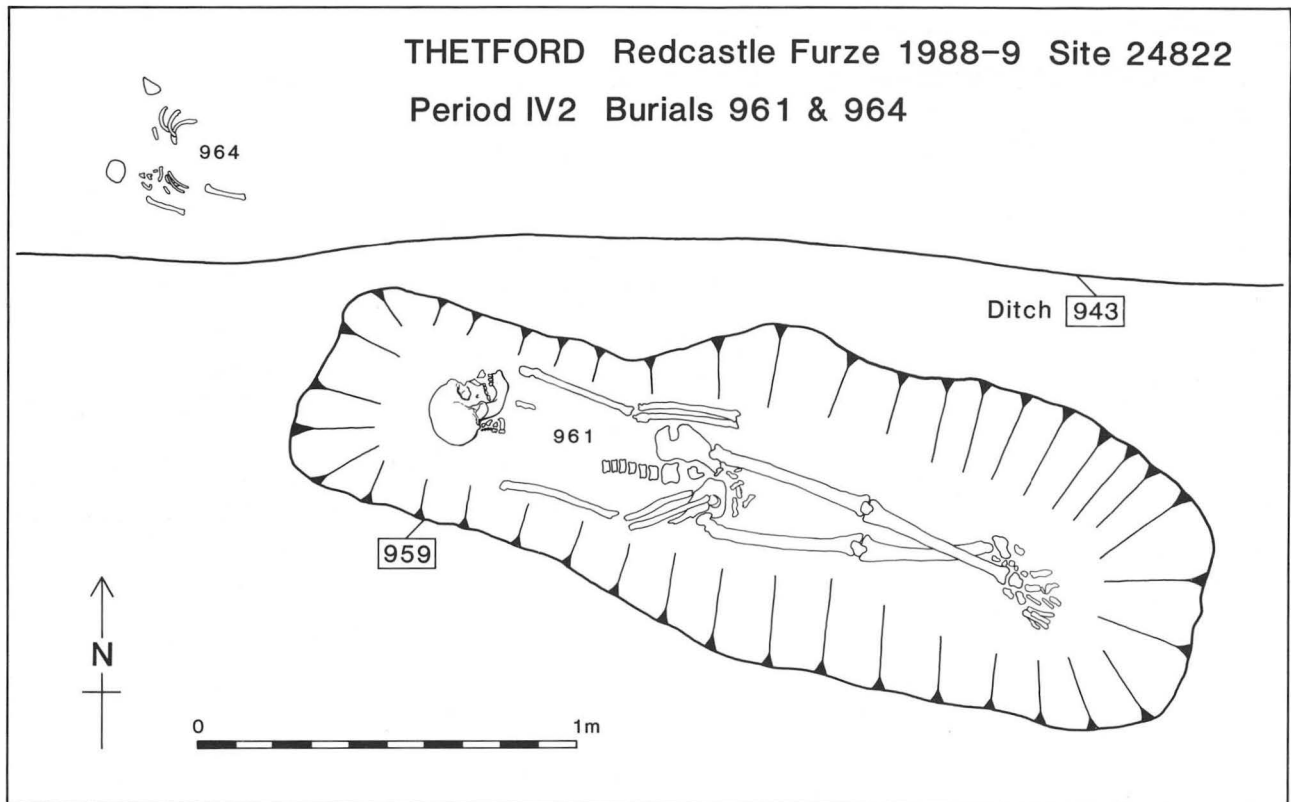 THETFORD Redcastle Furze 1988-9 Site 24822
Period IV2 Burials 961 & 964
964
Ditch 943
961
959
N
0 1m